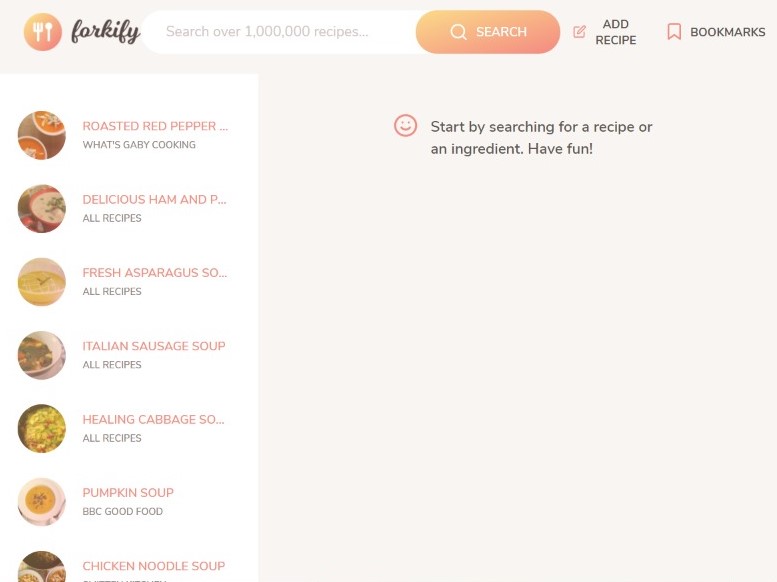 forkify
Search over 1,000,000 recipes...
SEARCH
ADD
RECIPE
BOOKMARKS
ROASTED RED PEPPER ...
WHAT'S GABY COOKING
DELICIOUS HAM AND P...
ALL RECIPES
FRESH ASPARAGUS SO...
ALL RECIPES
ITALIAN SAUSAGE SOUP
ALL RECIPES
HEALING CABBAGE SO...
ALL RECIPES
PUMPKIN SOUP
BBC GOOD FOOD
CHICKEN NOODLE SOUP
Start by searching for a recipe or
an ingredient. Have fun!